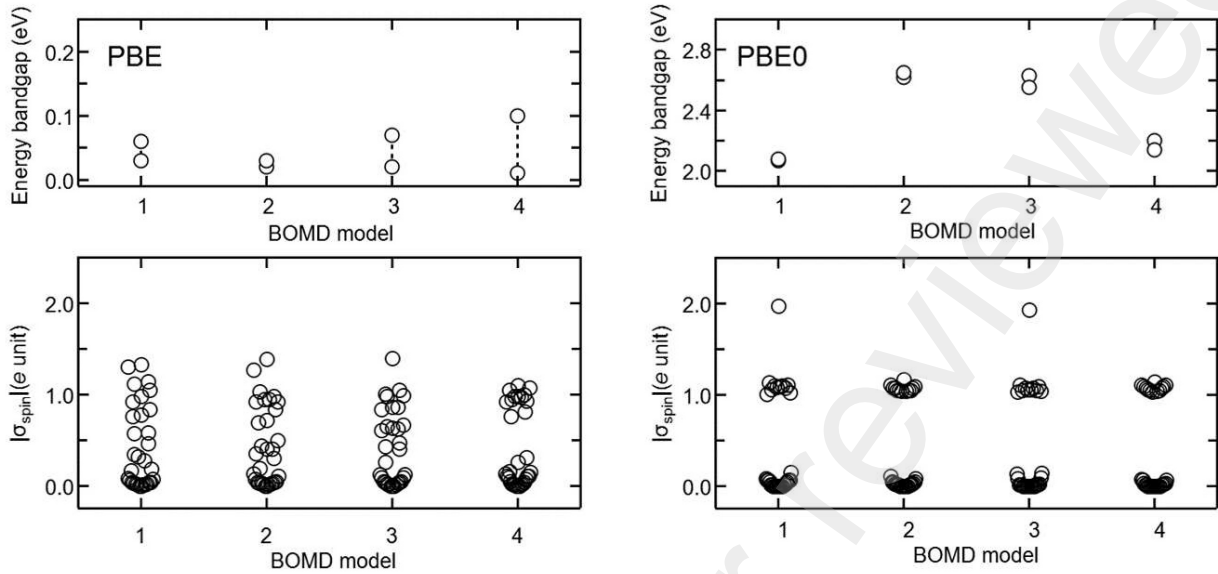 PBE
Energy bandgap (eV)
0.2
0.1
0.0
1 2 3 4
BOMD model
PBE0
Energy bandgap (eV)
2.8
2.4
2.0
1 2 3 4
BOMD model
|σspin|(e unit)
2.0
1.0
0.0
1 2 3 4
BOMD model
|σspin|(e unit)
2.0
1.0
0.0
1 2 3 4
BOMD model
r reviewed